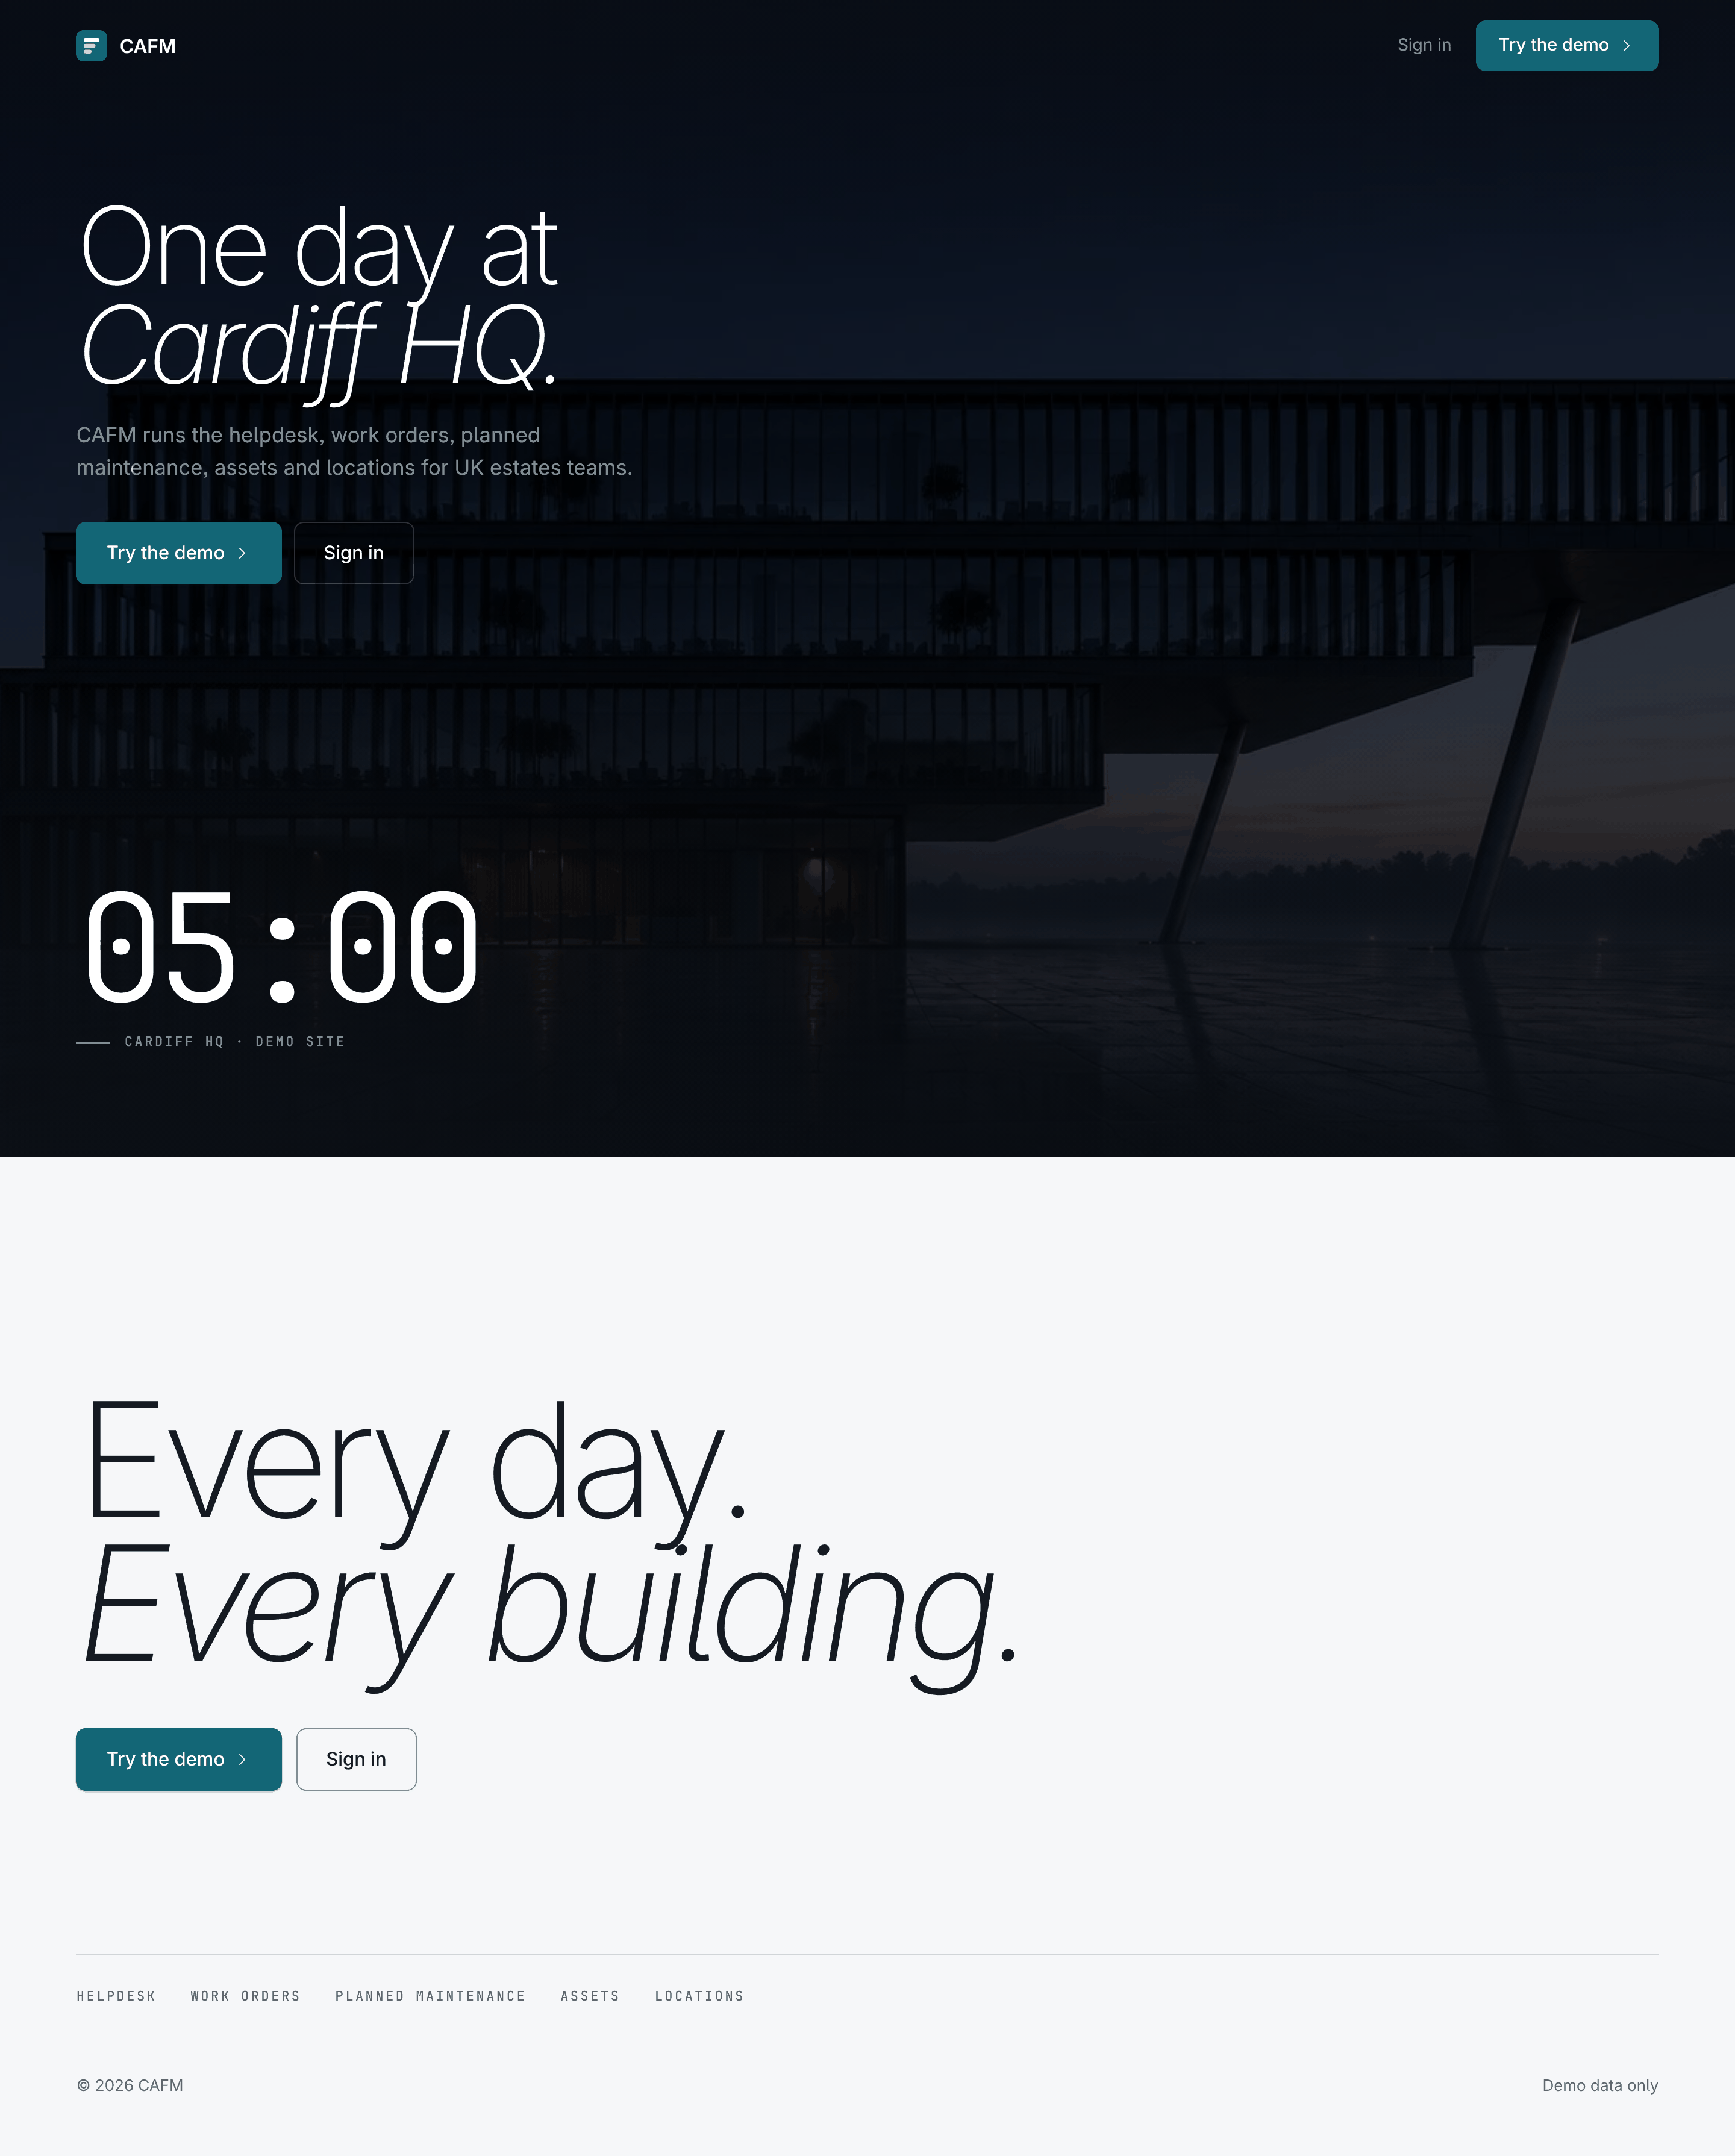 CAFM
Sign in
Try the demo
One day at
Cardiff HQ.
CAFM runs the helpdesk, work orders, planned
maintenance, assets and locations for UK estates teams.
Try the demo
Sign in
05:00
CARDIFF HQ · DEMO SITE
Every day.
Every building.
Try the demo
Sign in
HELPDESK
WORK ORDERS
PLANNED MAINTENANCE
ASSETS
LOCATIONS
© 2026 CAFM
Demo data only